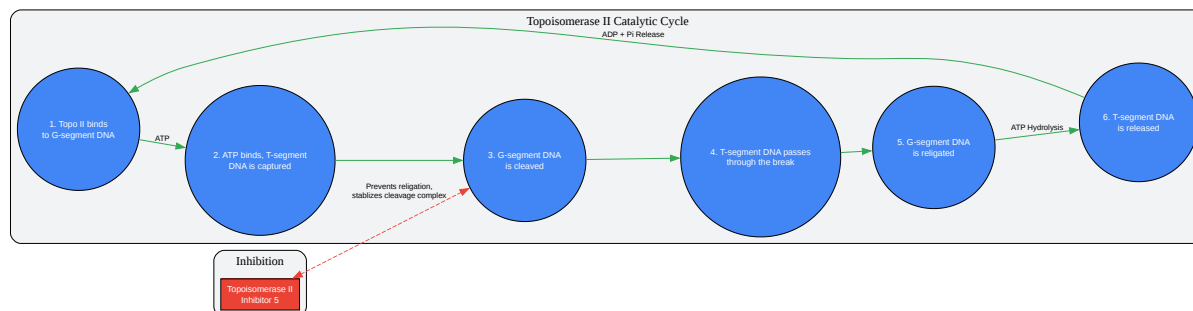 Topoisomerase II Catalytic Cycle
ADP + Pi Release
1. Topo II binds
to G-segment DNA
ATP
2. ATP binds, T-segment
DNA is captured
3. G-segment DNA
is cleaved
4. T-segment DNA passes
through the break
5. G-segment DNA
is religated
ATP Hydrolysis
6. T-segment DNA
is released
Prevents religation,
stablizes cleavage complex
Inhibition
Topoisomerase II
Inhibitor 5